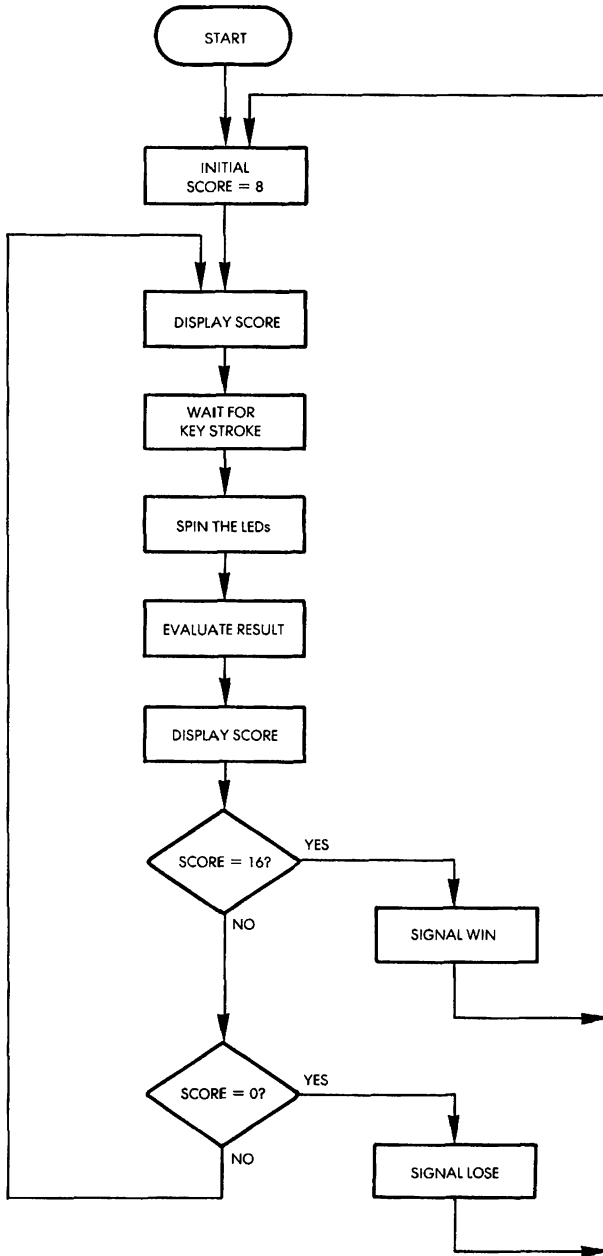 START
INITIAL
SCORE = 8
DISPLAY SCORE
WAIT FOR
KEY STROKE
SPIN THE LEDs
EVALUATE RESULT
DISPLAY SCORE
SCORE = 16?
YES
NO
SIGNAL WIN
SCORE = 0?
YES
NO
SIGNAL LOSE